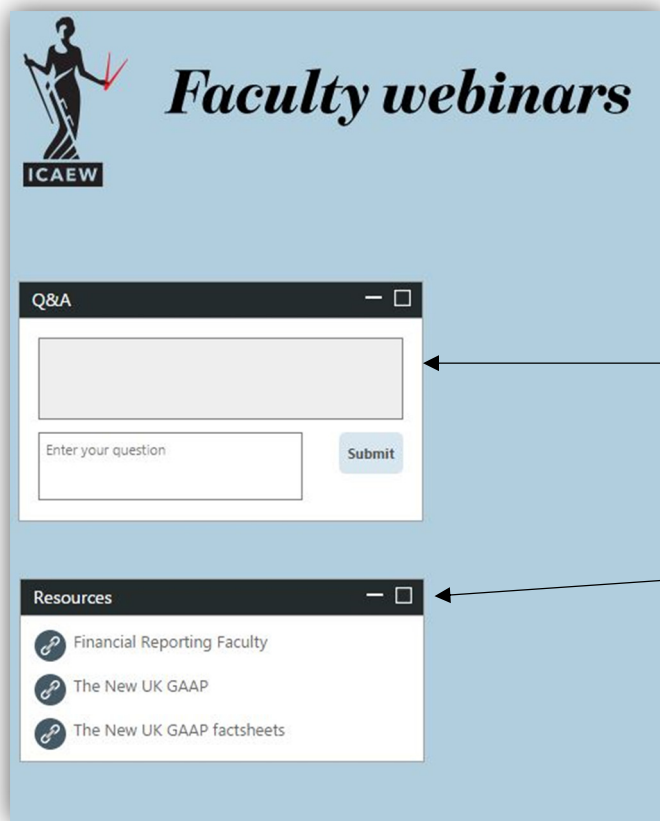 Faculty webinars
ICAEW
Q&A
Enter your question
Submit
Resources
Financial Reporting Faculty
The New UK GAAP
The New UK GAAP factsheets